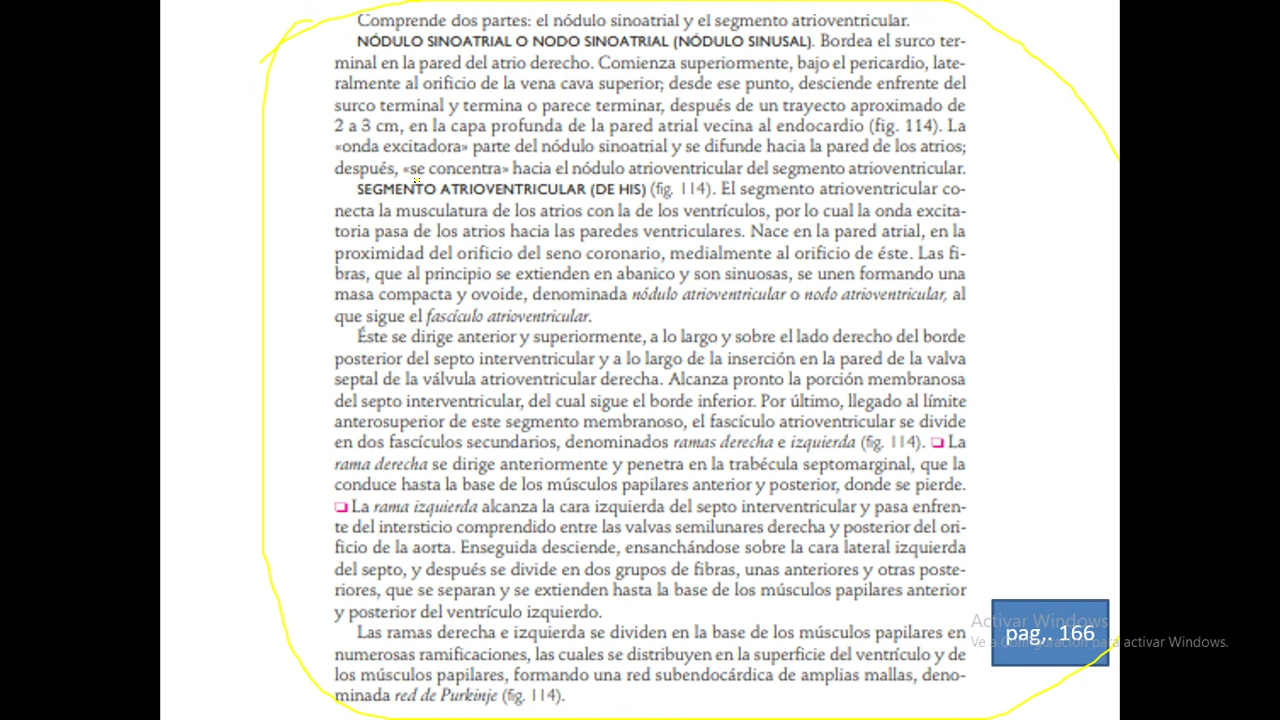 Comprende dos partes: el nódulo sinoatrial y el segmento atrioventricular.
NÓDULO SINOATRIAL O NODO SINOATRIAL (NÓDULO SINUSAL). Bordea el surco ter-
minal en la pared del atrio derecho. Comienza superiormente, bajo el pericardio, late-
ralmente al orificio de la vena cava superior; desde ese punto, desciende enfrente del
surco terminal y termina o parece terminar, después de un trayecto aproximado de
2 a 3 cm, en la capa profunda de la pared atrial vecina al endocardio (fig. 114). La
«onda excitadora» parte del nódulo sinoatrial y se difunde hacia la pared de los atrios;
después, «se concentra» hacia el nódulo atrioventricular del segmento atrioventricular.
SEGMENTO ATRIOVENTRICULAR (DE HIS) (fig. 114). El segmento atrioventricular co-
necta la musculatura de los atrios con la de los ventrículos, por lo cual la onda excita-
toria pasa de los atrios hacia las paredes ventriculares. Nace en la pared atrial, en la
proximidad del orificio del seno coronario, medialmente al orificio de éste. Las fi-
bras, que al principio se extienden en abanico y son sinuosas, se unen formando una
masa compacta y ovoide, denominada nódulo atrioventricular o nodo atrioventricular, al
que sigue el fascículo atrioventricular.
Éste se dirige anterior y superiormente, a lo largo y sobre el lado derecho del borde
posterior del septo interventricular y a lo largo de la inserción en la pared de la valva
septal de la válvula atrioventricular derecha. Alcanza pronto la porción membranosa
del septo interventricular, del cual sigue el borde inferior. Por último, llegado al límite
anterosuperior de este segmento membranoso, el fascículo atrioventricular se divide
en dos fascículos secundarios, denominados ramas derecha e izquierda (fig. 114). ❏ La
rama derecha se dirige anteriormente y penetra en la trabécula septomarginal, que la
conduce hasta la base de los músculos papilares anterior y posterior, donde se pierde.
❏ La rama izquierda alcanza la cara izquierda del septo interventricular y pasa enfren-
te del intersticio comprendido entre las valvas semilunares derecha y posterior del ori-
ficio de la aorta. Enseguida desciende, ensanchándose sobre la cara lateral izquierda
del septo, y después se divide en dos grupos de fibras, unas anteriores y otras poste-
riores, que se separan y se extienden hasta la base de los músculos papilares anterior
y posterior del ventrículo izquierdo.
Las ramas derecha e izquierda se dividen en la base de los músculos papilares en
numerosas ramificaciones, las cuales se distribuyen en la superficie del ventrículo y de
los músculos papilares, formando una red subendocárdica de amplias mallas, deno-
minada red de Purkinje (fig. 114).
pag,. 166
Activar Windows
Ve a Configuración para activar Windows.